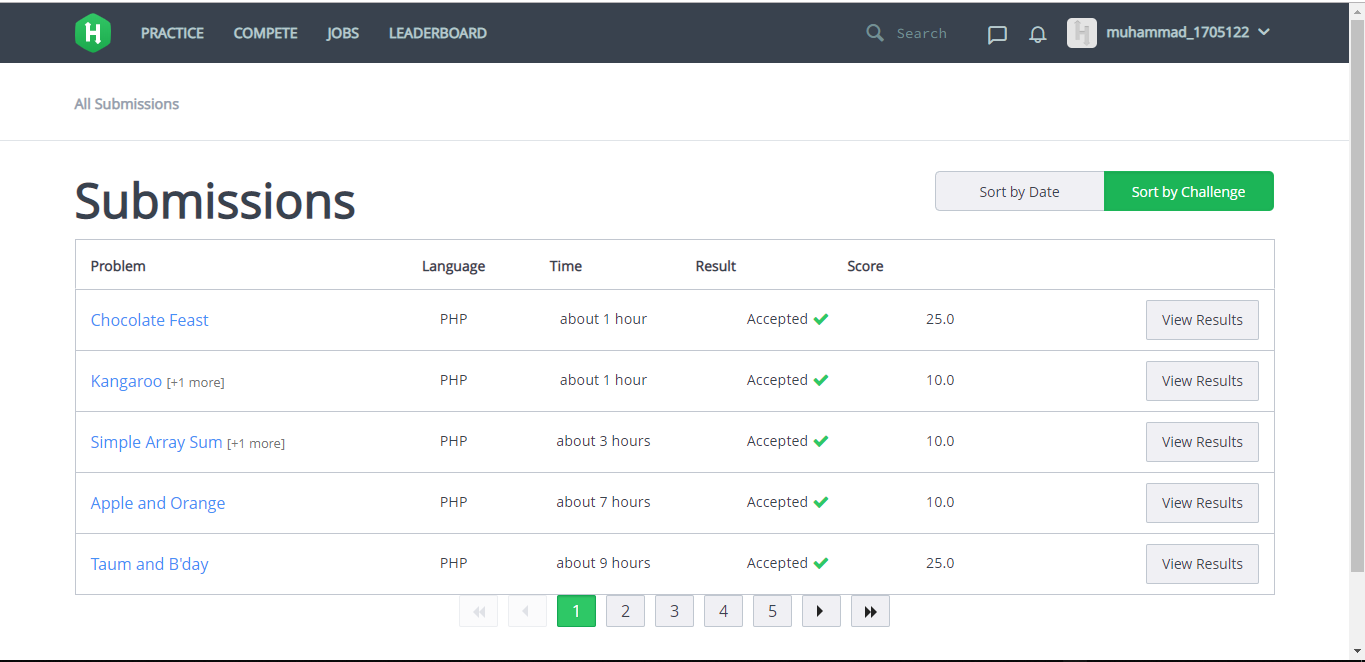 H PRACTICE COMPETE JOBS LEADERBOARD Search H muhammad_1705122
All Submissions
Submissions Sort by Date Sort by Challenge
Problem Language Time Result Score
Chocolate Feast PHP about 1 hour Accepted 25.0 View Results
Kangaroo [+1 more] PHP about 1 hour Accepted 10.0 View Results
Simple Array Sum [+1 more] PHP about 3 hours Accepted 10.0 View Results
Apple and Orange PHP about 7 hours Accepted 10.0 View Results
Taum and B'day PHP about 9 hours Accepted 25.0 View Results
1 2 3 4 5